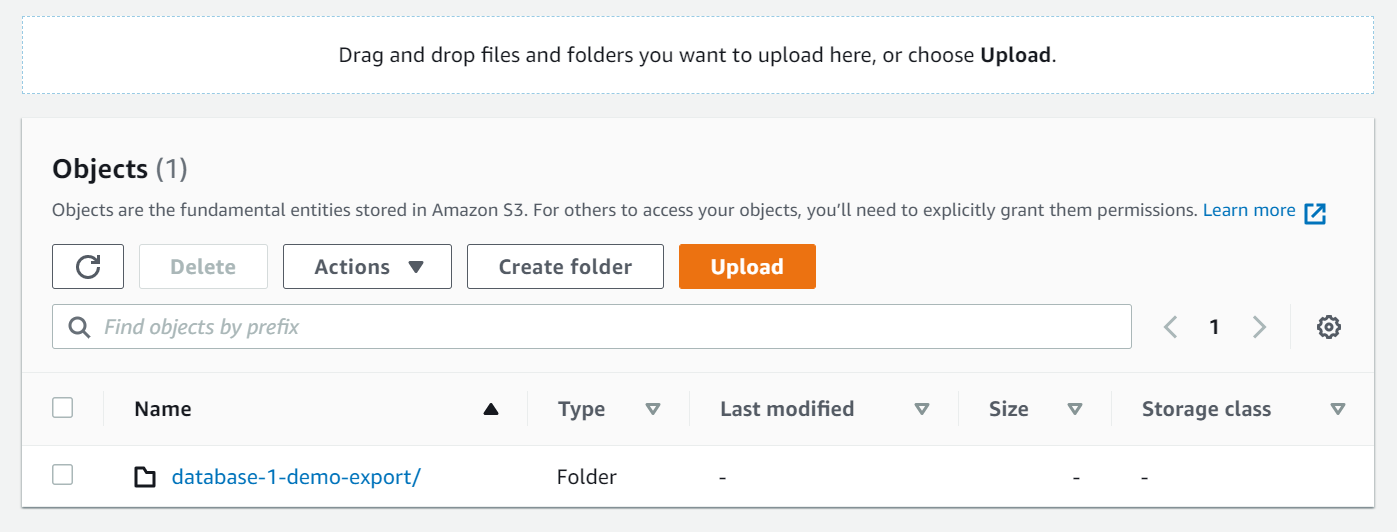 Drag and drop files and folders you want to upload here, or choose Upload.
Objects (1)
Objects are the fundamental entities stored in Amazon S3. For others to access your objects, you’ll need to explicitly grant them permissions. Learn more
Delete Actions Create folder Upload
Find objects by prefix 1
Name Type Last modified Size Storage class
database-1-demo-export/ Folder - - -